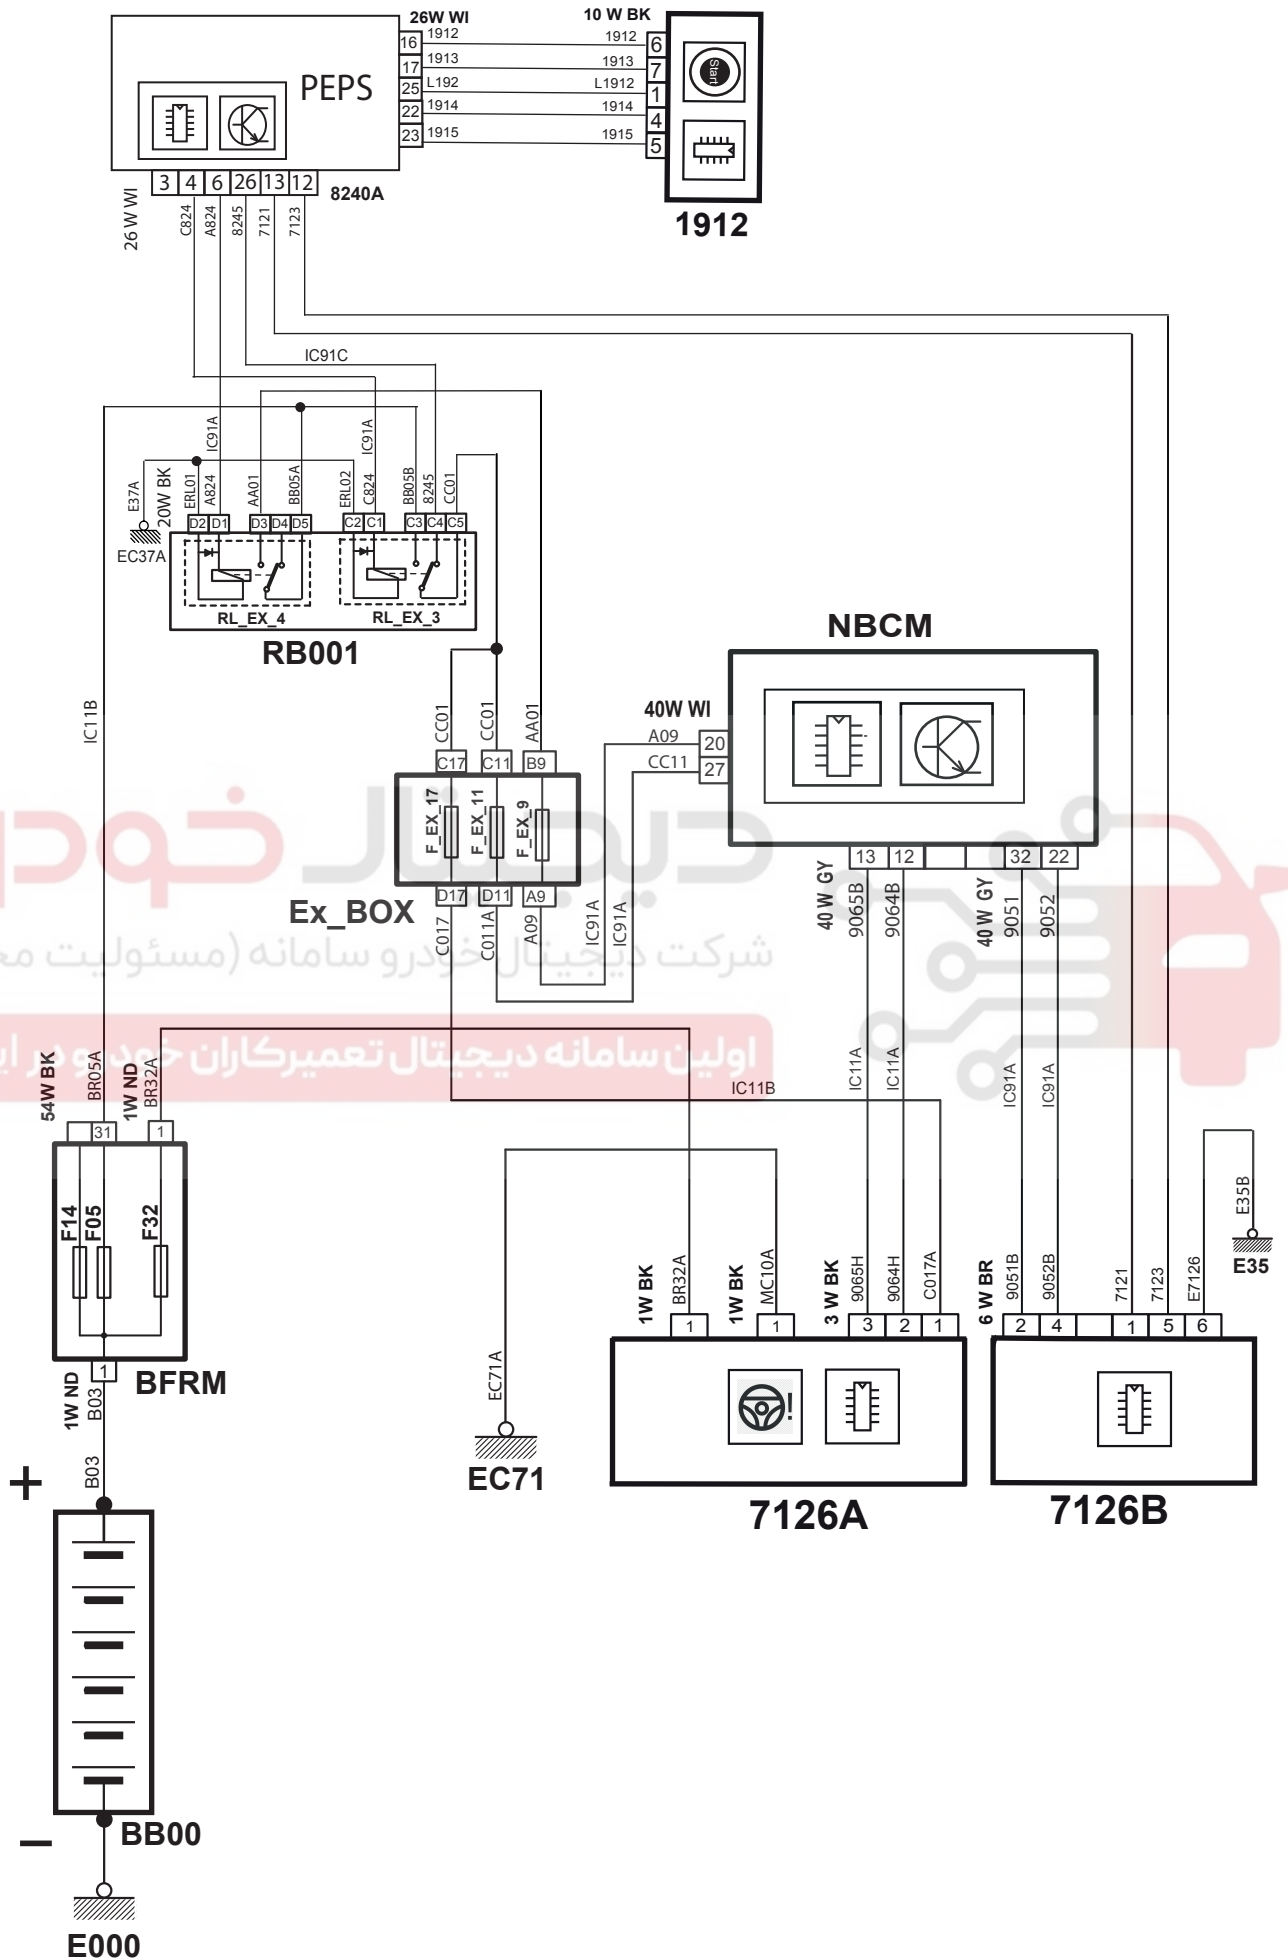 26W WI
10 W BK
16
1912
1912
6
17
1913
1913
7
PEPS
25
L192
L1912
1
22
1914
1914
4
23
1915
1915
5
Start
3
4
6
26
13
12
8240A
1912
26 W WI
C824
A824
8245
7121
7123
IC91C
IC91A
IC91A
E37A
20W BK
ERL01
A824
AA01
BB05A
ERL02
C824
BB05B
8245
CC01
D2
D1
D3
D4
D5
C2
C1
C3
C4
C5
EC37A
RL_EX_4
RL_EX_3
RB001
NBCM
IC11B
CC01
CC01
AA01
40W WI
A09
20
CC11
27
C17
C11
B9
F_EX_17
F_EX_11
F_EX_9
دیجیتال خودر
D17
D11
A9
Ex_BOX
C017
C011A
A09
IC91A
IC91A
13
12
32
22
40 W GY
9065B
9064B
40 W GY
9051
9052
شرکت دیجیتال خودرو سامانه (مسئولیت مح
اولین سامانه دیجیتال تعمیرکاران خودرو در ایر
54W BK
BR05A
1W ND
BR32A
IC11A
IC11A
IC91A
IC91A
IC11B
31
1
F14
F05
F32
E35B
E35
1W BK
BR32A
1W BK
MC10A
3 W BK
9065H
9064H
C017A
6 W BR
9051B
9052B
7121
7123
E7126
1
1
3
2
1
2
4
1
5
6
1
BFRM
1W ND
B03
EC71A
!
EC71
7126A
7126B
B03
+
BB00
–
E000